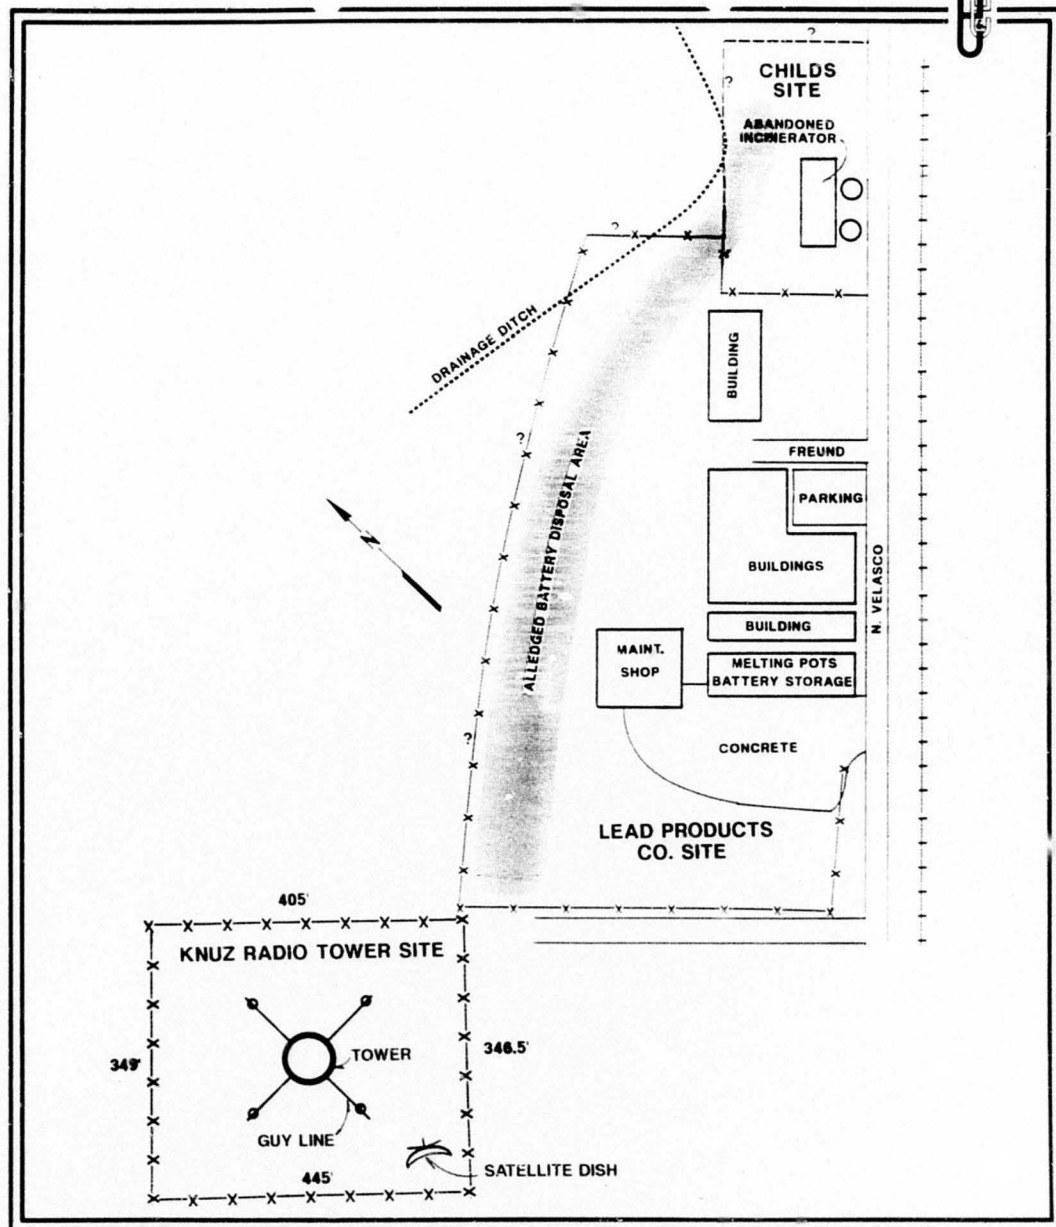 ?
CHILDS
SITE
?
ABANDONED
INCINERATOR
?
DRAINAGE DITCH
BUILDING
?
FREUND
PARKING
ALLEDGED BATTERY DISPOSAL AREA
N
BUILDINGS
N. VELASCO
BUILDING
MAINT.
SHOP
MELTING POTS
BATTERY STORAGE
?
CONCRETE
LEAD PRODUCTS
CO. SITE
405'
KNUZ RADIO TOWER SITE
349'
TOWER
346.5'
GUY LINE
SATELLITE DISH
445'